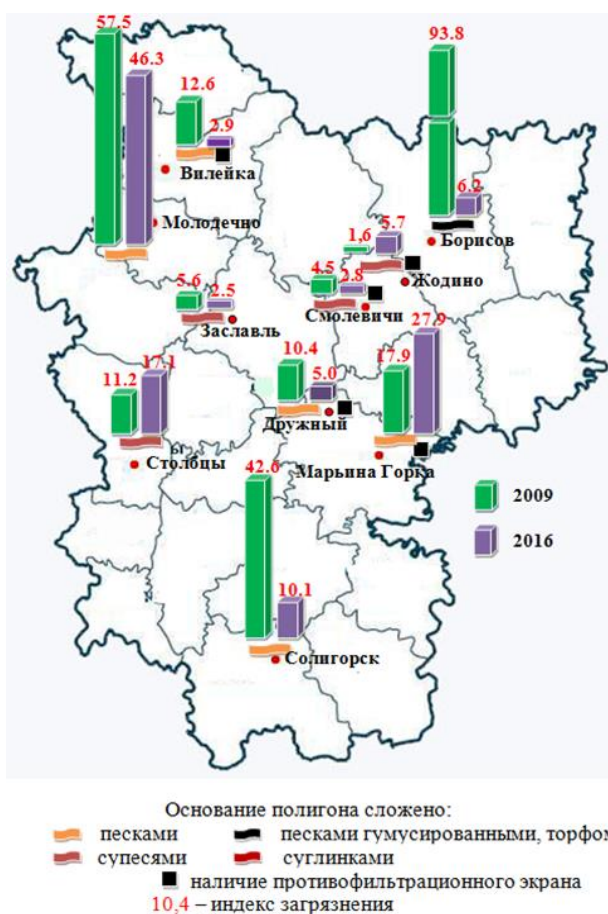 57.5
46.3
93.8
12.6
2.9
Вилейка
6.2
Борисов
Молодечно
1,6
5.7
Жодино
5.6
2.5
Заславль
4.5
2.8
Смолевичи
27.9
11.2
17.1
10.4
5.0
17.9
Дружный
Столбцы
Марьина Горка
42.6
2009
2016
10.1
Солигорск
Основание полигона сложено:
песками
песками гумусированными, торфом
супесями
суглинками
наличие противофильтрационного экрана
10,4 – индекс загрязнения